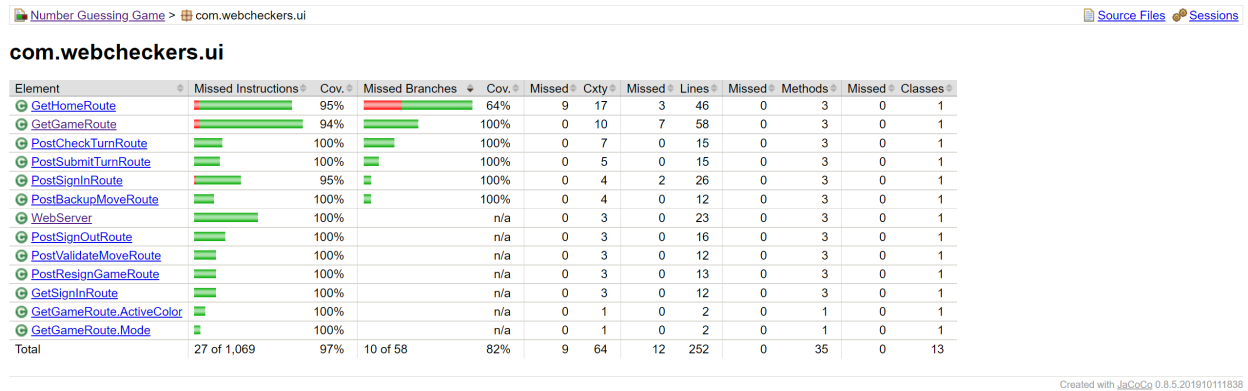 Number Guessing Game > com.webcheckers.ui Source Files Sessions
com.webcheckers.ui
Element Missed Instructions Cov. Missed Branches Cov. Missed Cxty Missed Lines Missed Methods Missed Classes
GetHomeRoute 95% 64% 9 17 3 46 0 3 0 1
GetGameRoute 94% 100% 0 10 7 58 0 3 0 1
PostCheckTurnRoute 100% 100% 0 7 0 15 0 3 0 1
PostSubmitTurnRoute 100% 100% 0 5 0 15 0 3 0 1
PostSignInRoute 95% 100% 0 4 2 26 0 3 0 1
PostBackupMoveRoute 100% 100% 0 4 0 12 0 3 0 1
WebServer 100% n/a 0 3 0 23 0 3 0 1
PostSignOutRoute 100% n/a 0 3 0 16 0 3 0 1
PostValidateMoveRoute 100% n/a 0 3 0 12 0 3 0 1
PostResignGameRoute 100% n/a 0 3 0 13 0 3 0 1
GetSignInRoute 100% n/a 0 3 0 12 0 3 0 1
GetGameRoute.ActiveColor 100% n/a 0 1 0 2 0 1 0 1
GetGameRoute.Mode 100% n/a 0 1 0 2 0 1 0 1
Total 27 of 1,069 97% 10 of 58 82% 9 64 12 252 0 35 0 13
Created with JaCoCo 0.8.5.201910111838